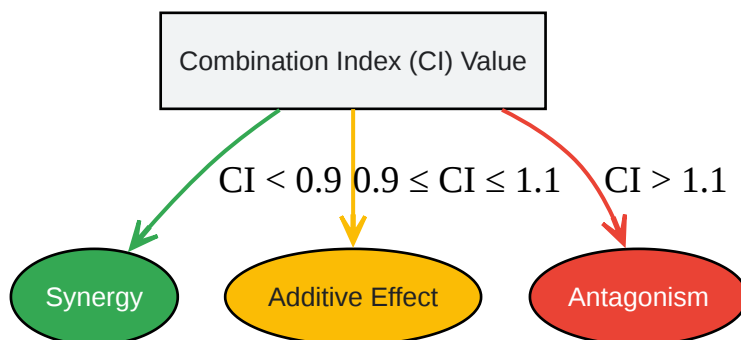 Combination Index (CI) Value
CI < 0.9
0.9 ≤ CI ≤ 1.1
CI > 1.1
Synergy
Additive Effect
Antagonism